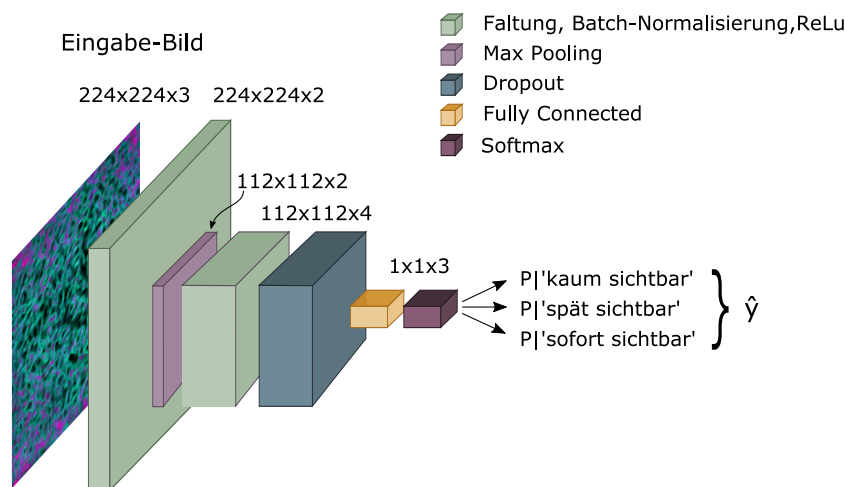 Faltung, Batch-Normalisierung,ReLu
Max Pooling
Dropout
Fully Connected
Softmax
Eingabe-Bild
224x224x3
224x224x2
112x112x2
112x112x4
1x1x3
P|'kaum sichtbar'
P|'spät sichtbar'
P|'sofort sichtbar'
ŷ